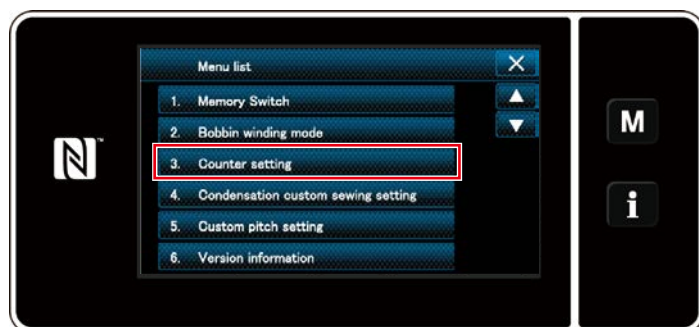 Menu list
1. Memory Switch
2. Bobbin winding mode
3. Counter setting
4. Condensation custom sewing setting
5. Custom pitch setting
6. Version information
M
i